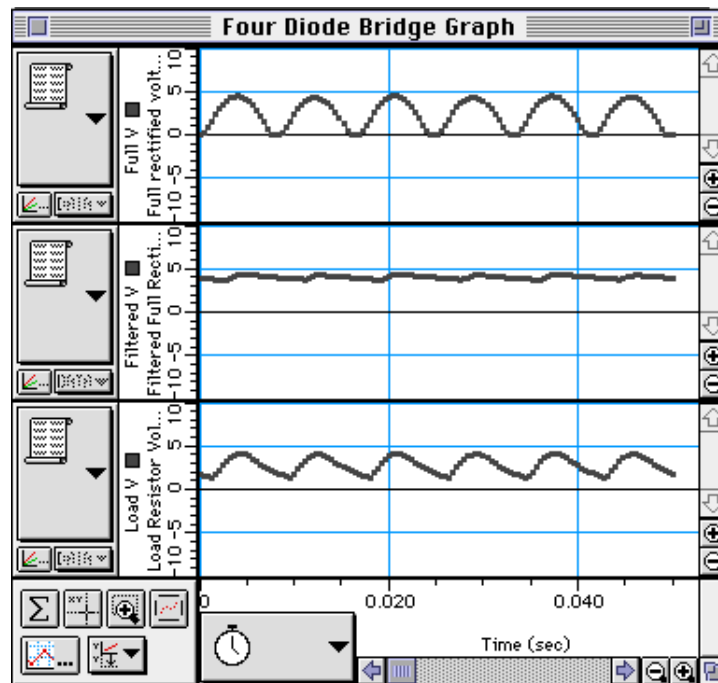 Four Diode Bridge Graph
Full V
Full rectified volt...
10
5
0
-5
-10
Filtered V
Filtered Full Recti...
10
5
0
-5
-10
Load V
Load Resistor Vol...
10
5
0
-5
-10
Σ
0
0.020
0.040
Time (sec)